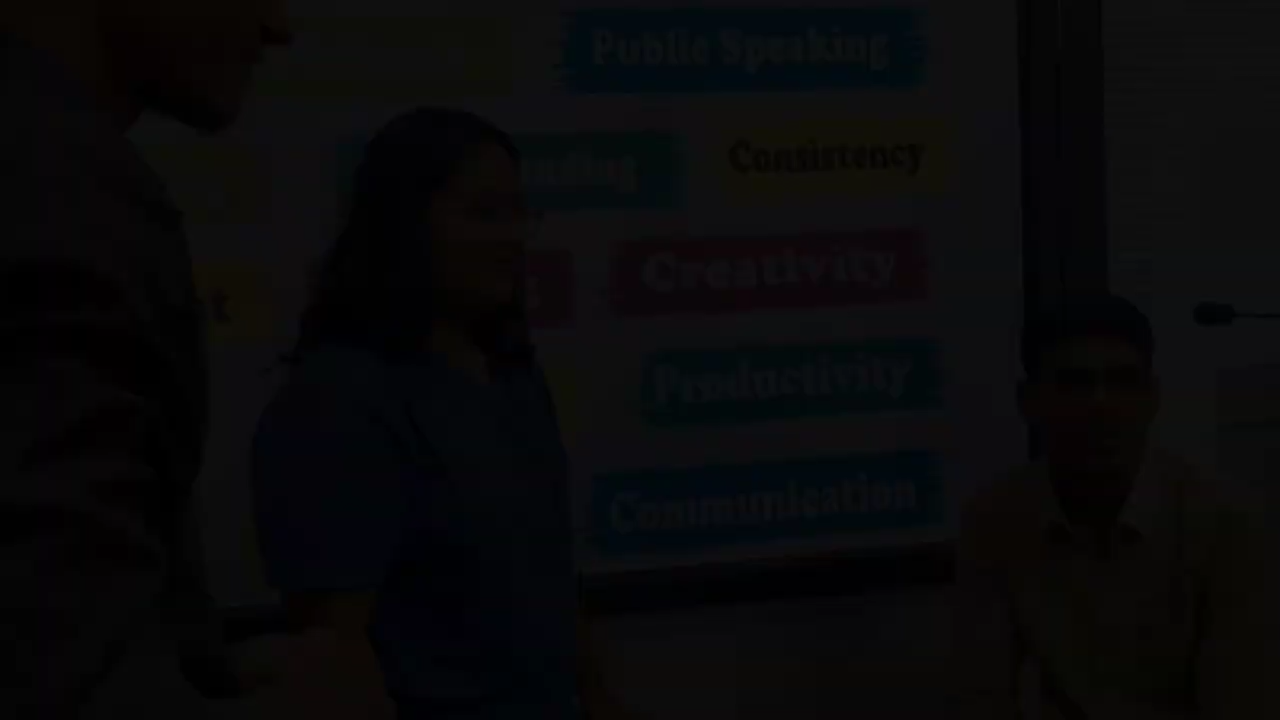 Public Speaking
Consistency
Creativity
Productivity
Communication